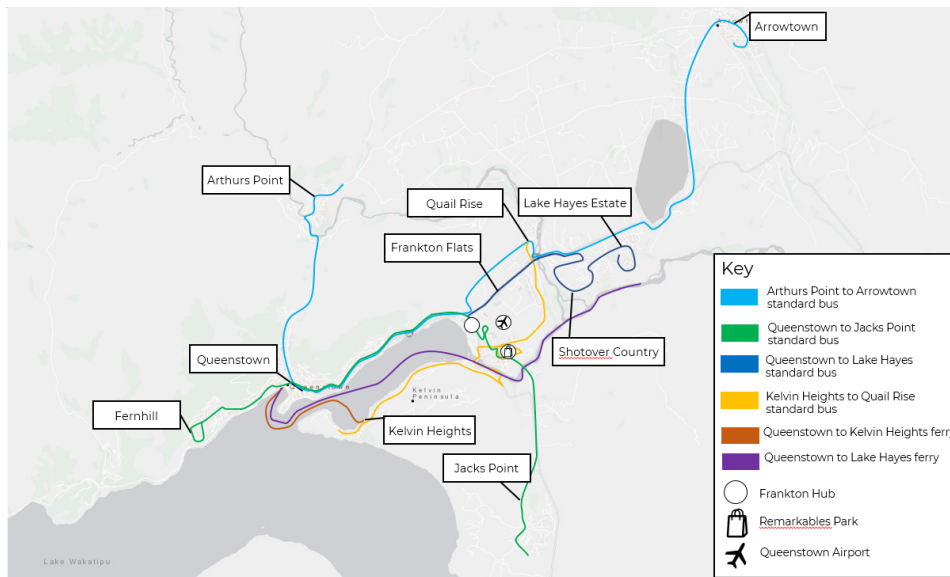 Arrowtown
Arthurs Point
Quail Rise
Lake Hayes Estate
Frankton Flats
Queenstown
Shotover Country
Fernhill
Kelvin
Peninsula
Kelvin Heights
Jacks Point
Lake Wakatipu
Key
Arthurs Point to Arrowtown
standard bus
Queenstown to Jacks Point
standard bus
Queenstown to Lake Hayes
standard bus
Kelvin Heights to Quail Rise
standard bus
Queenstown to Kelvin Heights ferry
Queenstown to Lake Hayes ferry
Frankton Hub
Remarkables Park
Queenstown Airport